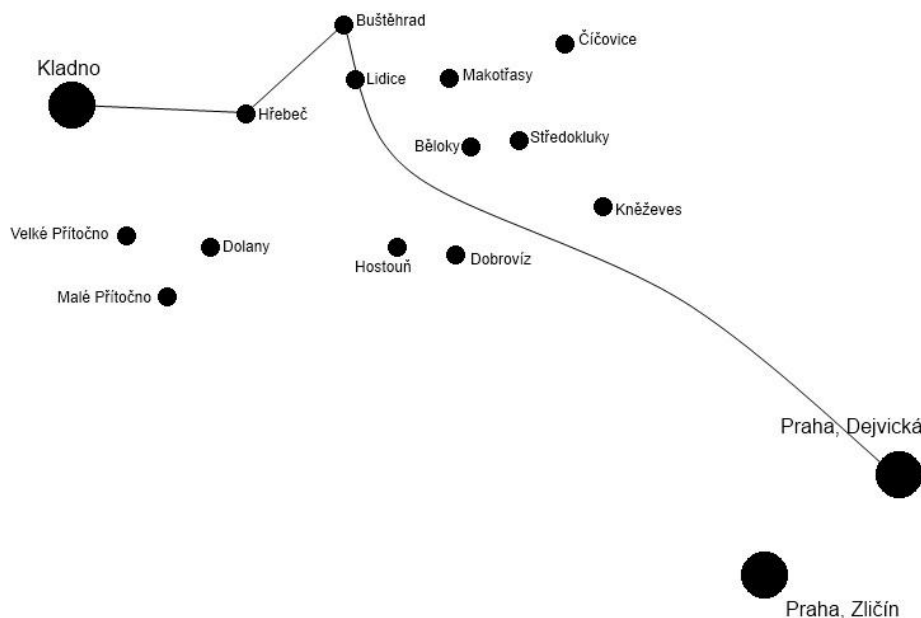 Buštěhrad
Číčovice
Kladno
Lidice
Makotřasy
Hřebeč
Běloky
Středokluky
Kněževes
Velké Přítočno
Dolany
Hostouň
Dobrovíz
Malé Přítočno
Praha, Dejvická
Praha, Zličín